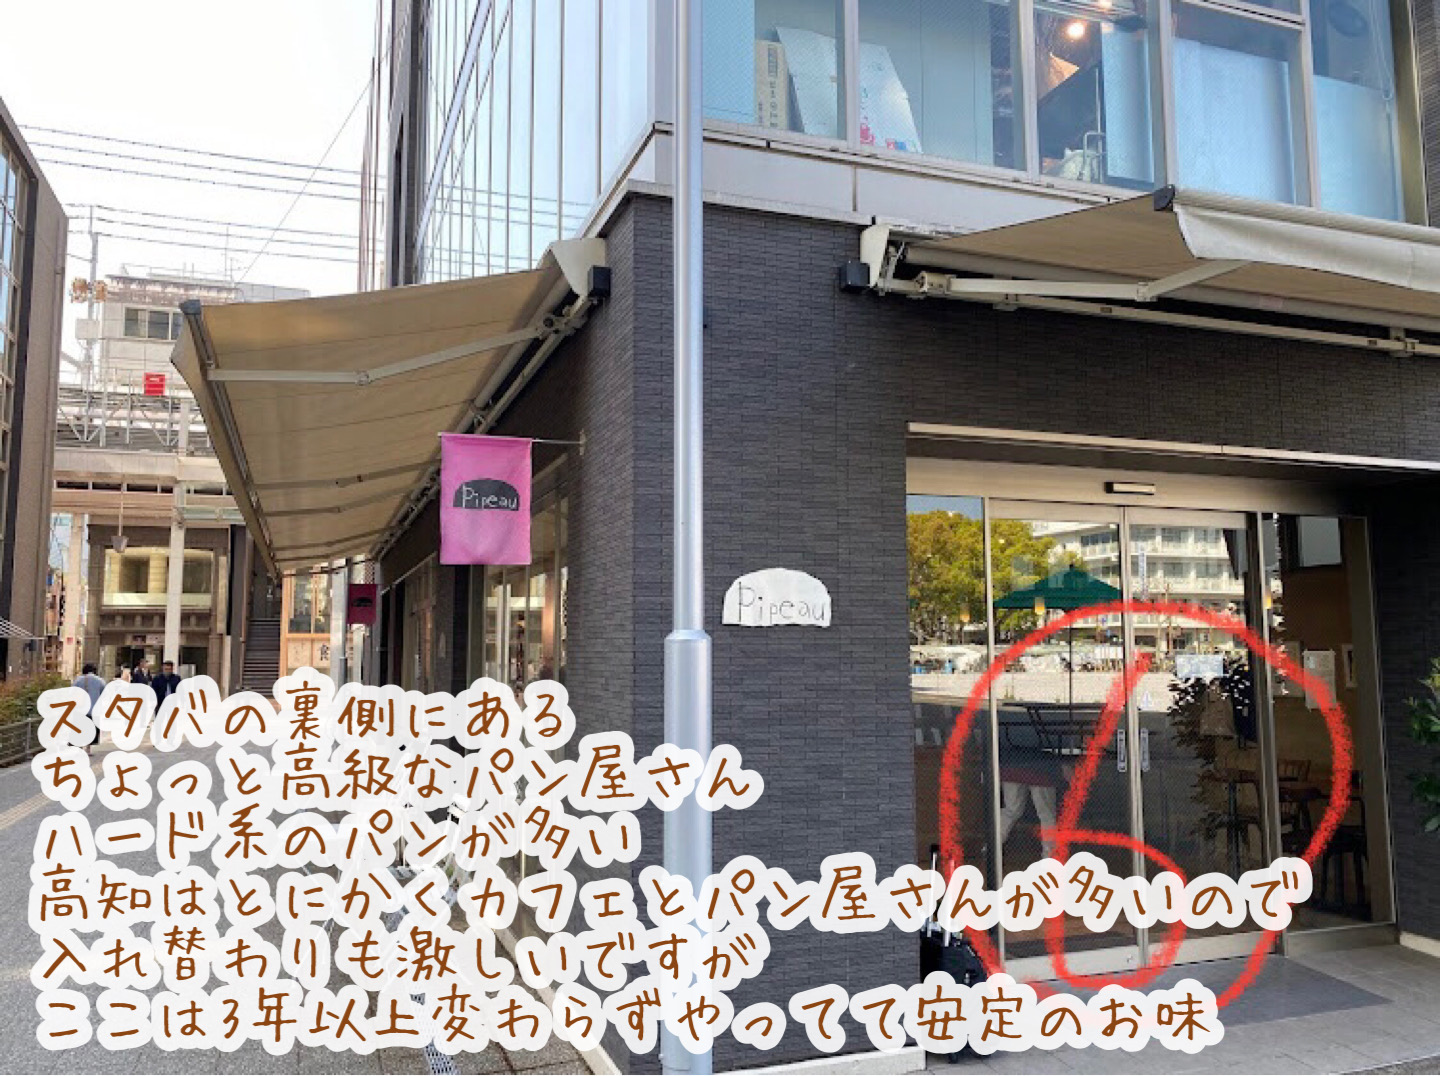 Pipeau
Pipeau
6
スタバの裏側にある
ちょっと高級なパン屋さん
ハード系のパンが多い
高知はとにかくカフェとパン屋さんが多いので
入れ替わりも激しいですが
ここは3年以上変わらずやってて安定のお味